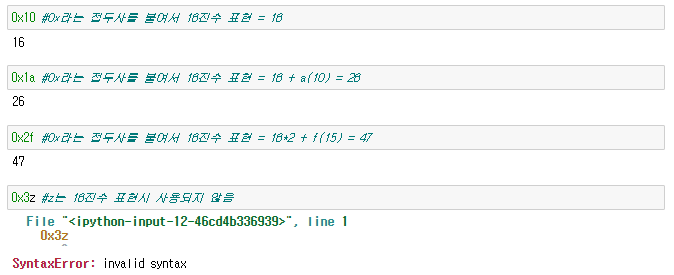 0x10 #0x라는 접두사를 붙여서 16진수 표현 = 16
16
0x1a #0x라는 접두사를 붙여서 16진수 표현 = 16 + a(10) = 26
26
0x2f #0x라는 접두사를 붙여서 16진수 표현 = 16*2 + f(15) = 47
47
0x3z #z는 16진수 표현시 사용되지 않음
File "<ipython-input-12-46cd4b336939>", line 1
0x3z
^
SyntaxError: invalid syntax